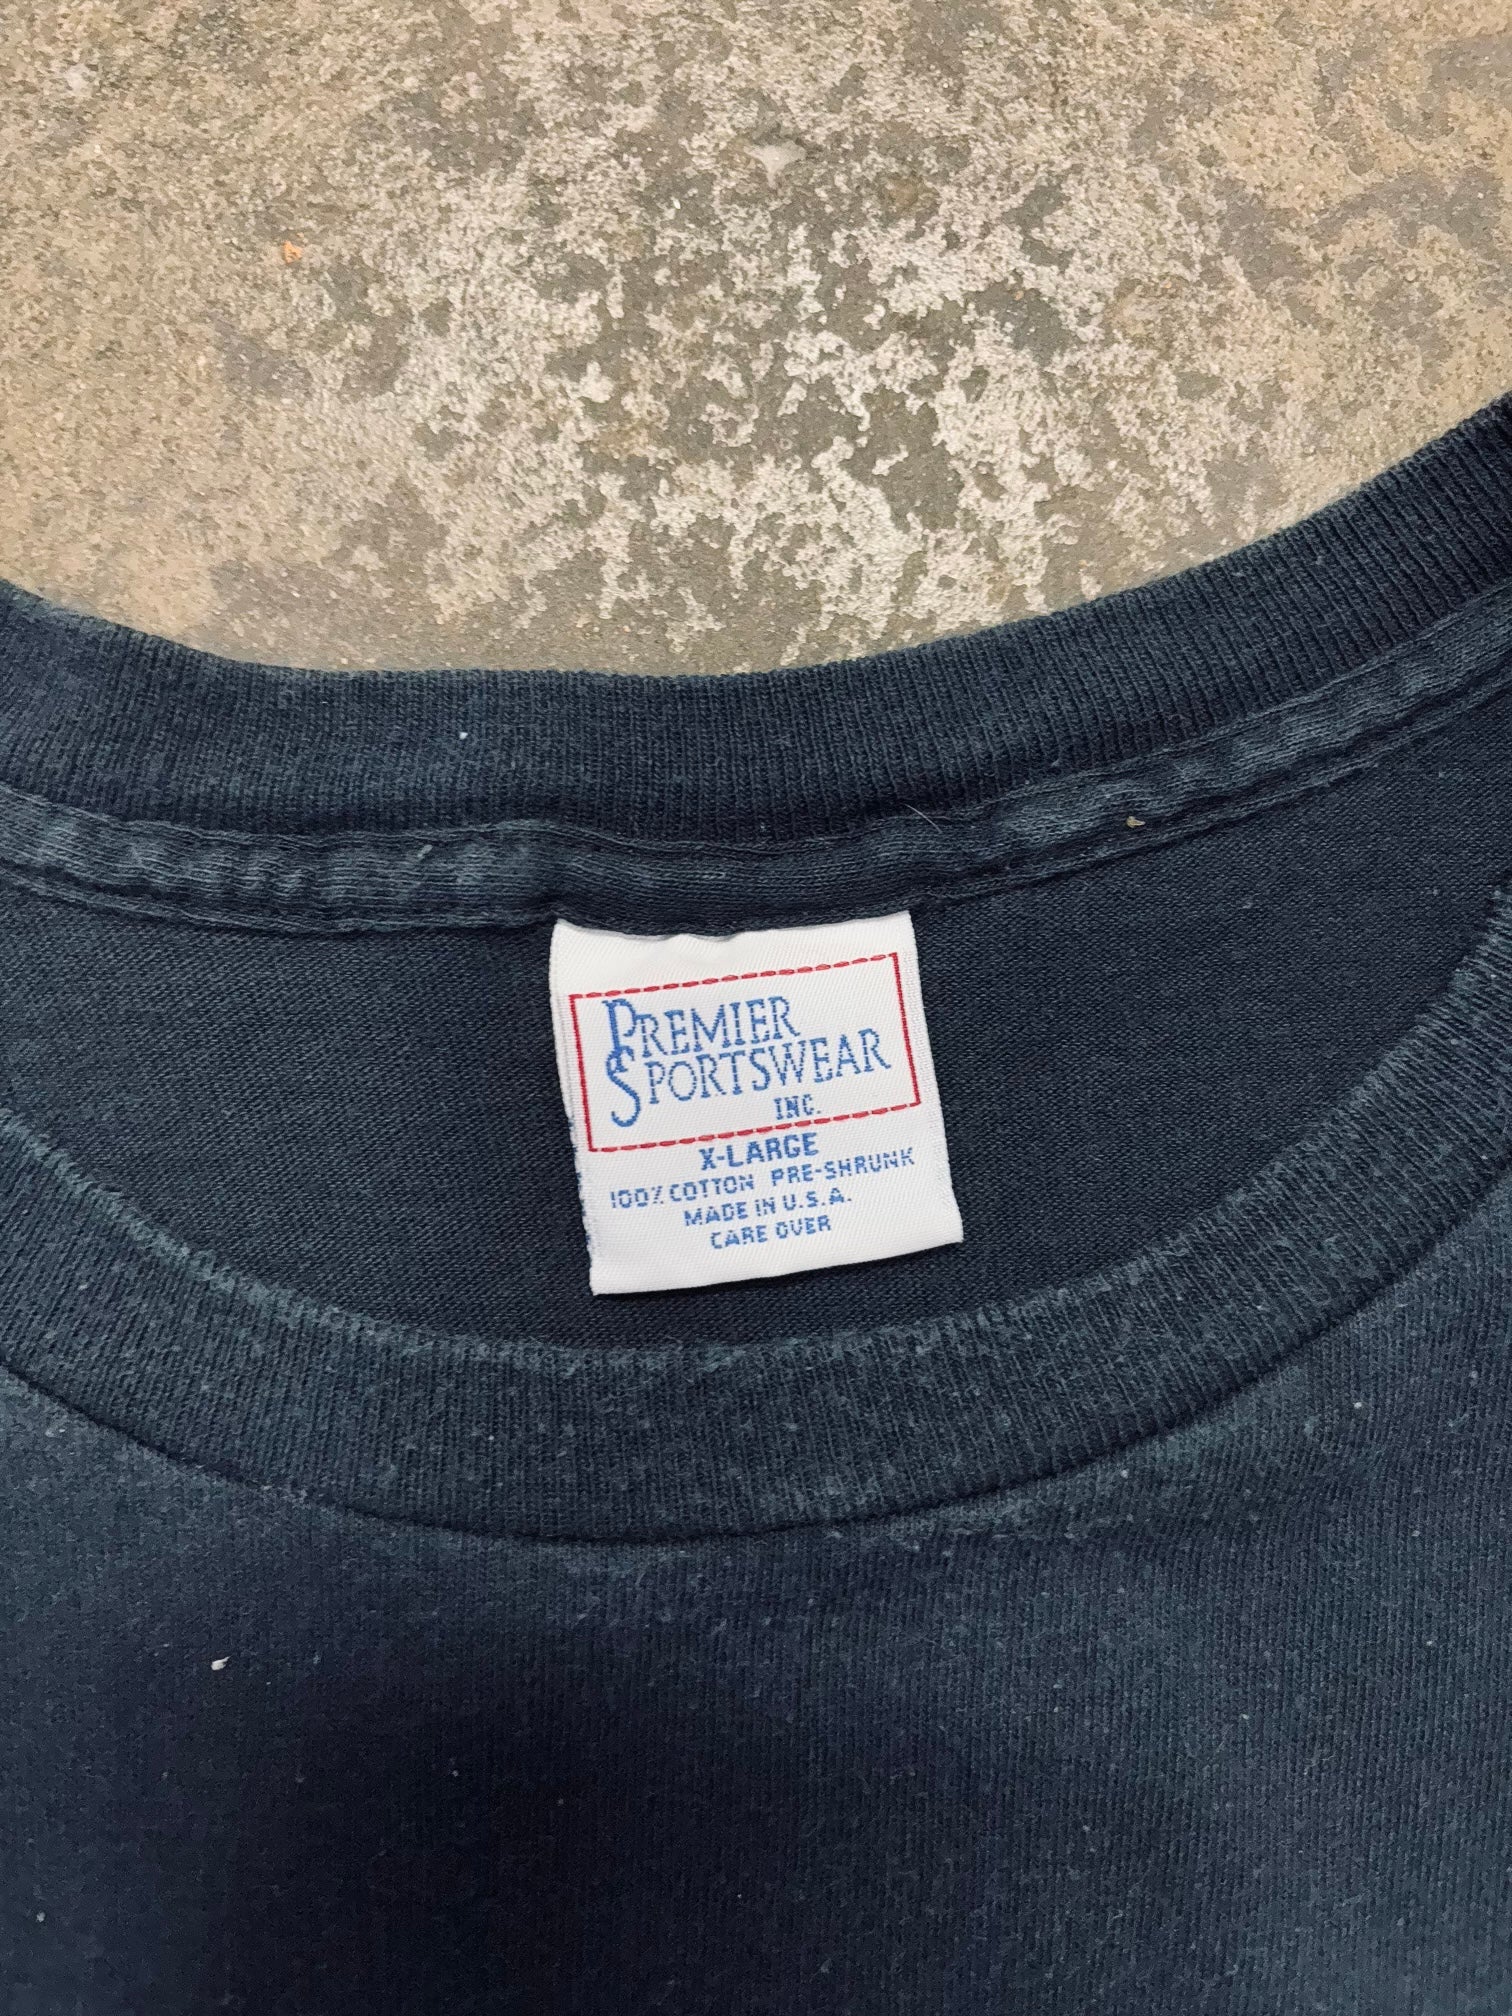 PREMIER
SPORTSWEAR
INC.
X-LARGE
100% COTTON PRE-SHRUNK
MADE IN U.S.A.
CARE OVER